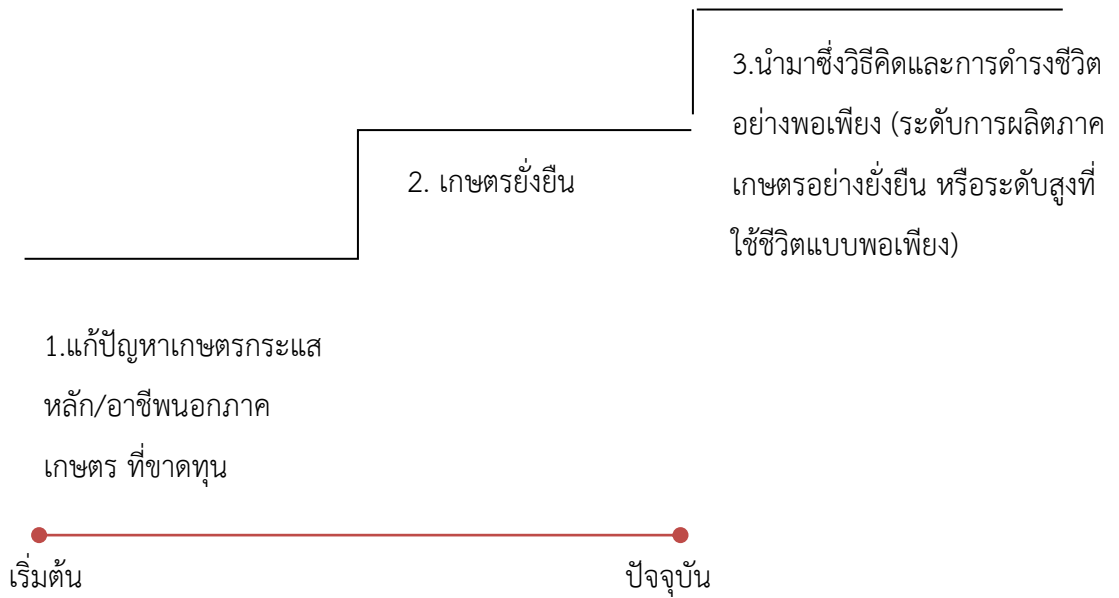 3.นำมาซึ่งวิธีคิดและการดำรงชีวิต
อย่างพอเพียง (ระดับการผลิตภาค
เกษตรอย่างยั่งยืน หรือระดับสูงที่
ใช้ชีวิตแบบพอเพียง)
2. เกษตรยั่งยืน
1.แก้ปัญหาเกษตรกระแส
หลัก/อาชีพนอกภาค
เกษตร ที่ขาดทุน
เริ่มต้น
ปัจจุบัน